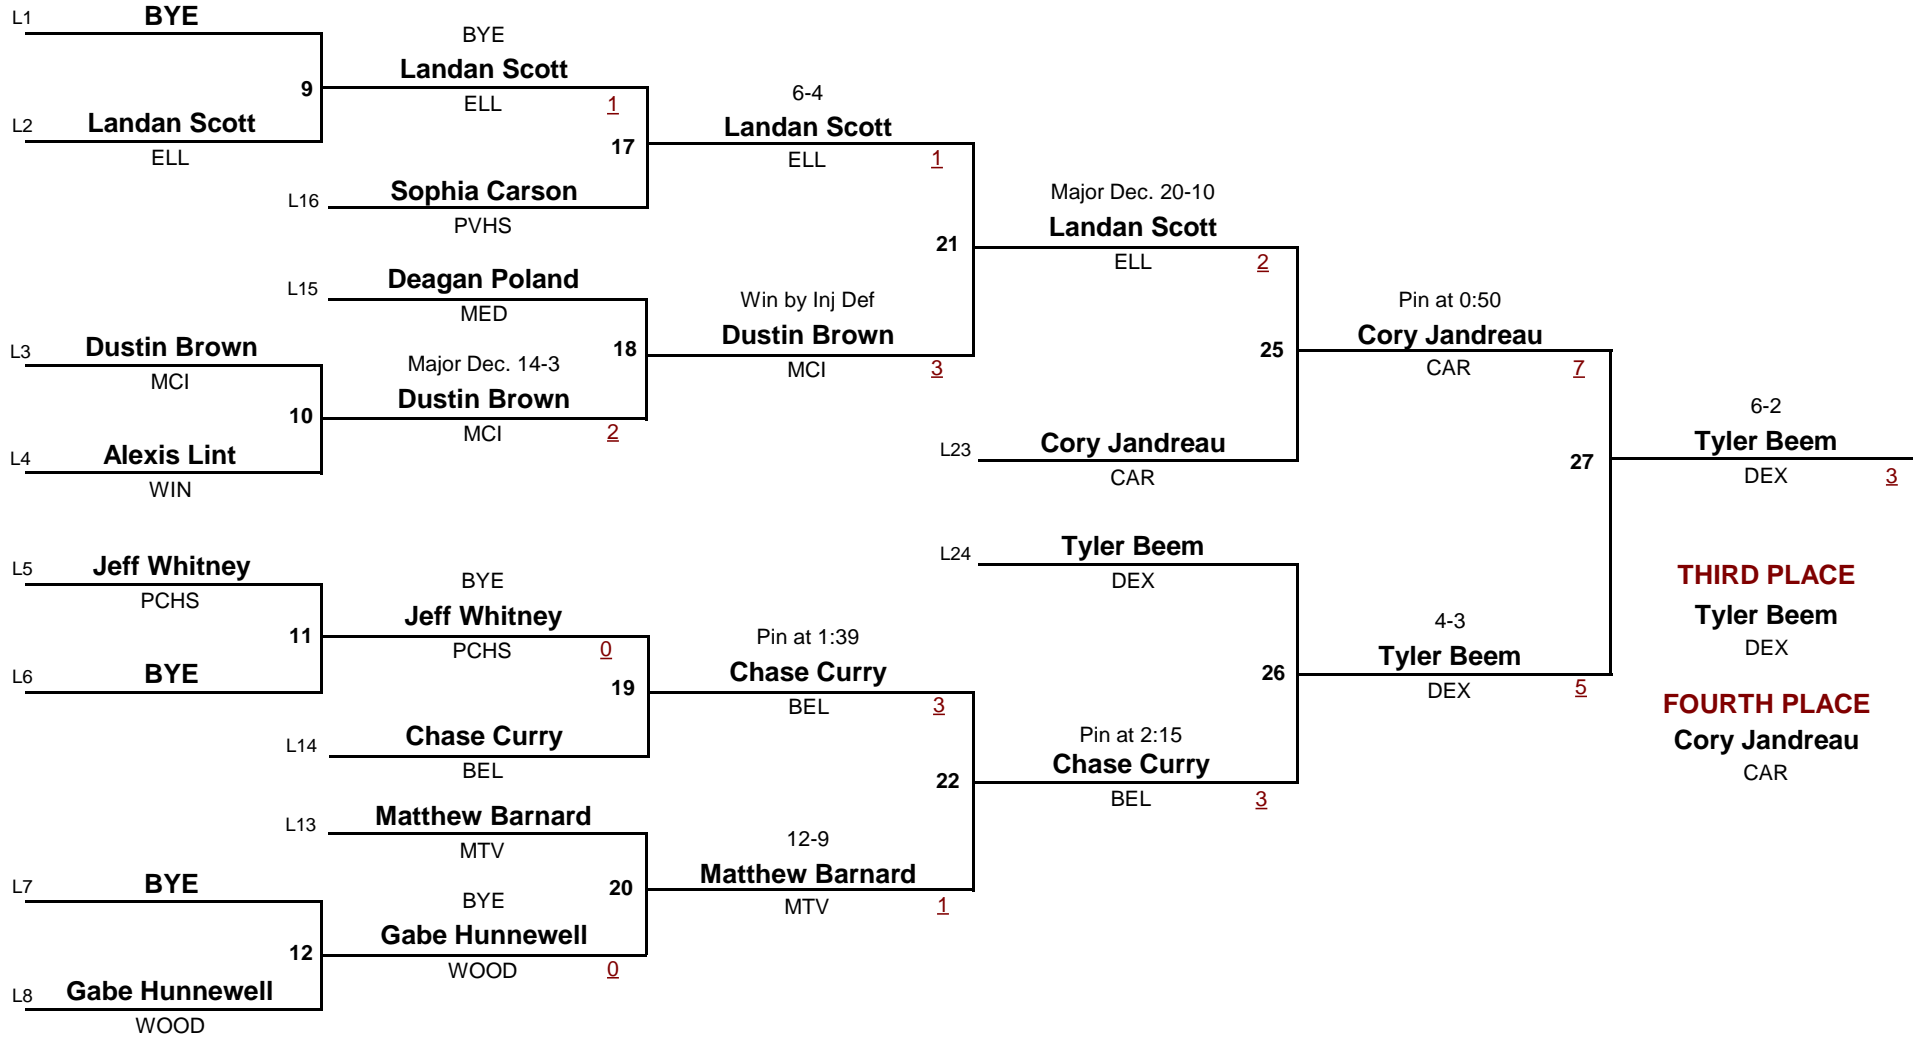 L1 BYE
9
L2 Landan Scott
ELL
BYE
Landan Scott
ELL 1
17
L16 Sophia Carson
PVHS
6-4
Landan Scott
ELL 1
L15 Deagan Poland
MED
L3 Dustin Brown
MCI
10
L4 Alexis Lint
WIN
Major Dec. 14-3
Dustin Brown
MCI 2
18
Win by Inj Def
Dustin Brown
MCI 3
21
Major Dec. 20-10
Landan Scott
ELL 2
25
L23 Cory Jandreau
CAR
Pin at 0:50
Cory Jandreau
CAR 7
27
6-2
Tyler Beem
DEX 3
L5 Jeff Whitney
PCHS
11
L6 BYE
BYE
Jeff Whitney
PCHS 0
19
L14 Chase Curry
BEL
Pin at 1:39
Chase Curry
BEL 3
L13 Matthew Barnard
MTV
L7 BYE
12
L8 Gabe Hunnewell
WOOD
BYE
Gabe Hunnewell
WOOD 0
20
12-9
Matthew Barnard
MTV 1
22
L24 Tyler Beem
DEX
26
Pin at 2:15
Chase Curry
BEL 3
4-3
Tyler Beem
DEX 5
THIRD PLACE
Tyler Beem
DEX
FOURTH PLACE
Cory Jandreau
CAR